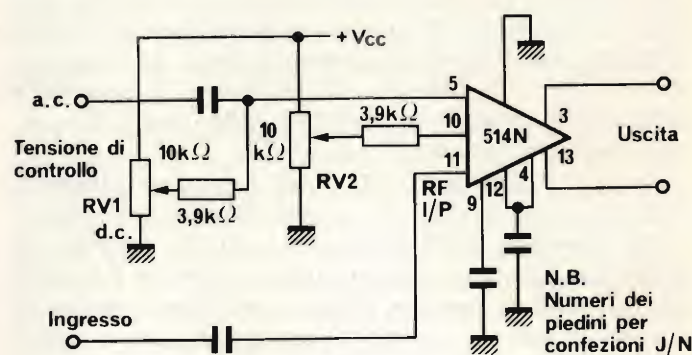 + Vcc
a.c.
5
3,9kΩ
10
11
514N
3
13
4
12
9
Uscita
Tensione di
controllo
10kΩ
10
kΩ
RV1
3,9kΩ
RV2
d.c.
RF
I/P
N.B.
Numeri dei
piedini per
confezioni J/N
Ingresso